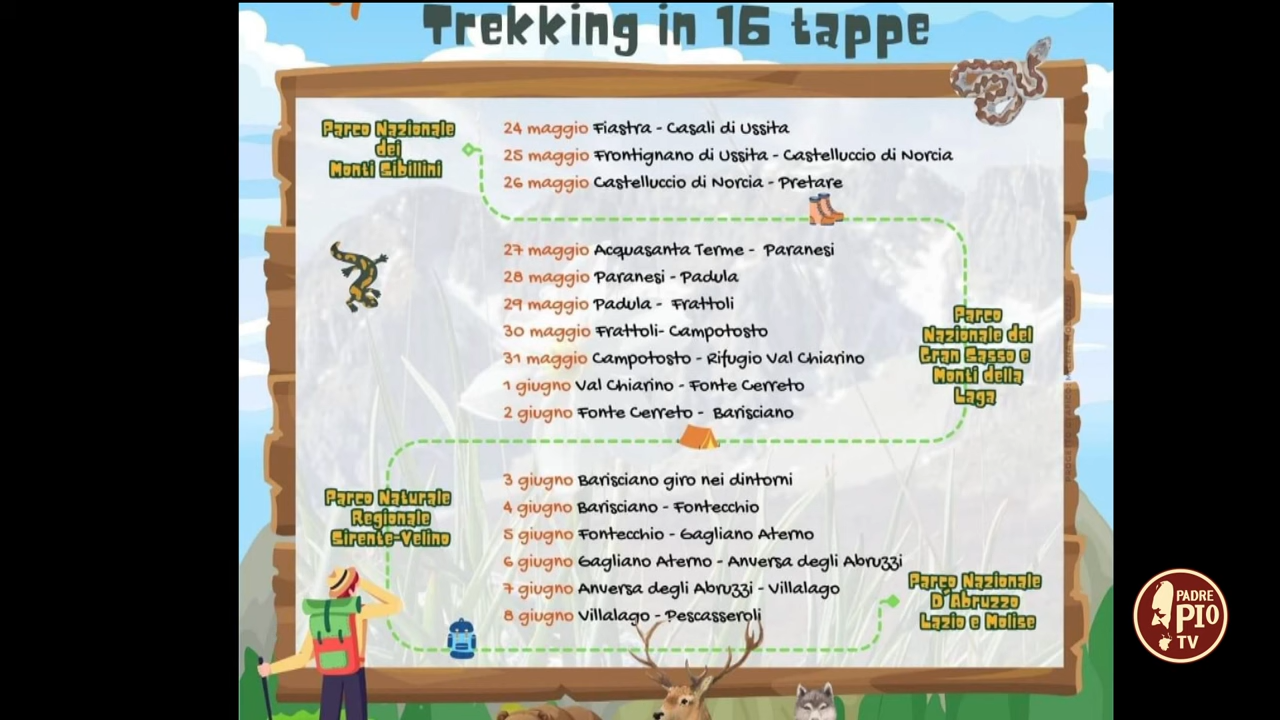 Trekking in 16 tappe
Parco Nazionale
dei
Monti Sibillini
24 maggio Fiastra - Casali di Ussita
25 maggio Frontignano di Ussita - Castelluccio di Norcia
26 maggio Castelluccio di Norcia - Pretare
27 maggio Acquasanta Terme - Paranesi
28 maggio Paranesi - Padula
29 maggio Padula - Frattoli
30 maggio Frattoli- Campotosto
31 maggio Campotosto - Rifugio Val Chiarino
1 giugno Val Chiarino - Fonte Cerreto
2 giugno Fonte Cerreto - Barisciano
Parco
Nazionale del
Gran Sasso e
Monti della
Laga
3 giugno Barisciano giro nei dintorni
4 giugno Barisciano - Fontecchio
5 giugno Fontecchio - Gagliano Aterno
6 giugno Gagliano Aterno - Anversa degli Abruzzi
7 giugno Anversa degli Abruzzi - Villalago
8 giugno Villalago - Pescasseroli
Parco Naturale
Regionale
Sirente-Velino
Parco Nazionale
D'Abruzzo
Lazio e Molise
PADRE
PIO
TV